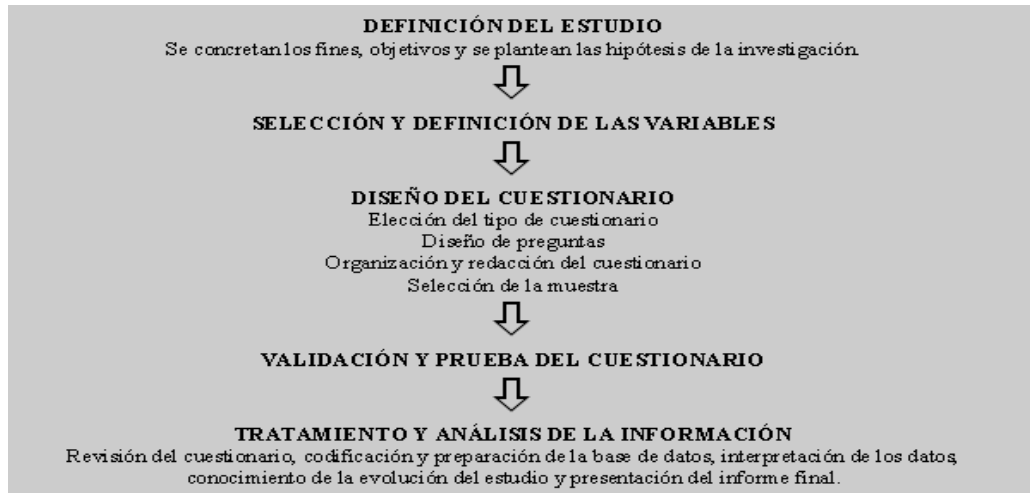 DEFINICIÓN DEL ESTUDIO
Se concretan los fines, objetivos y se plantean las hipótesis de la investigación.
SELECCIÓN Y DEFINICIÓN DE LAS VARIABLES
DISEÑO DEL CUESTIONARIO
Elección del tipo de cuestionario
Diseño de preguntas
Organización y redacción del cuestionario
Selección de la muestra
VALIDACIÓN Y PRUEBA DEL CUESTIONARIO
TRATAMIENTO Y ANÁLISIS DE LA INFORMACIÓN
Revisión del cuestionario, codificación y preparación de la base de datos, interpretación de los datos,
conocimiento de la evolución del estudio y presentación del informe final.